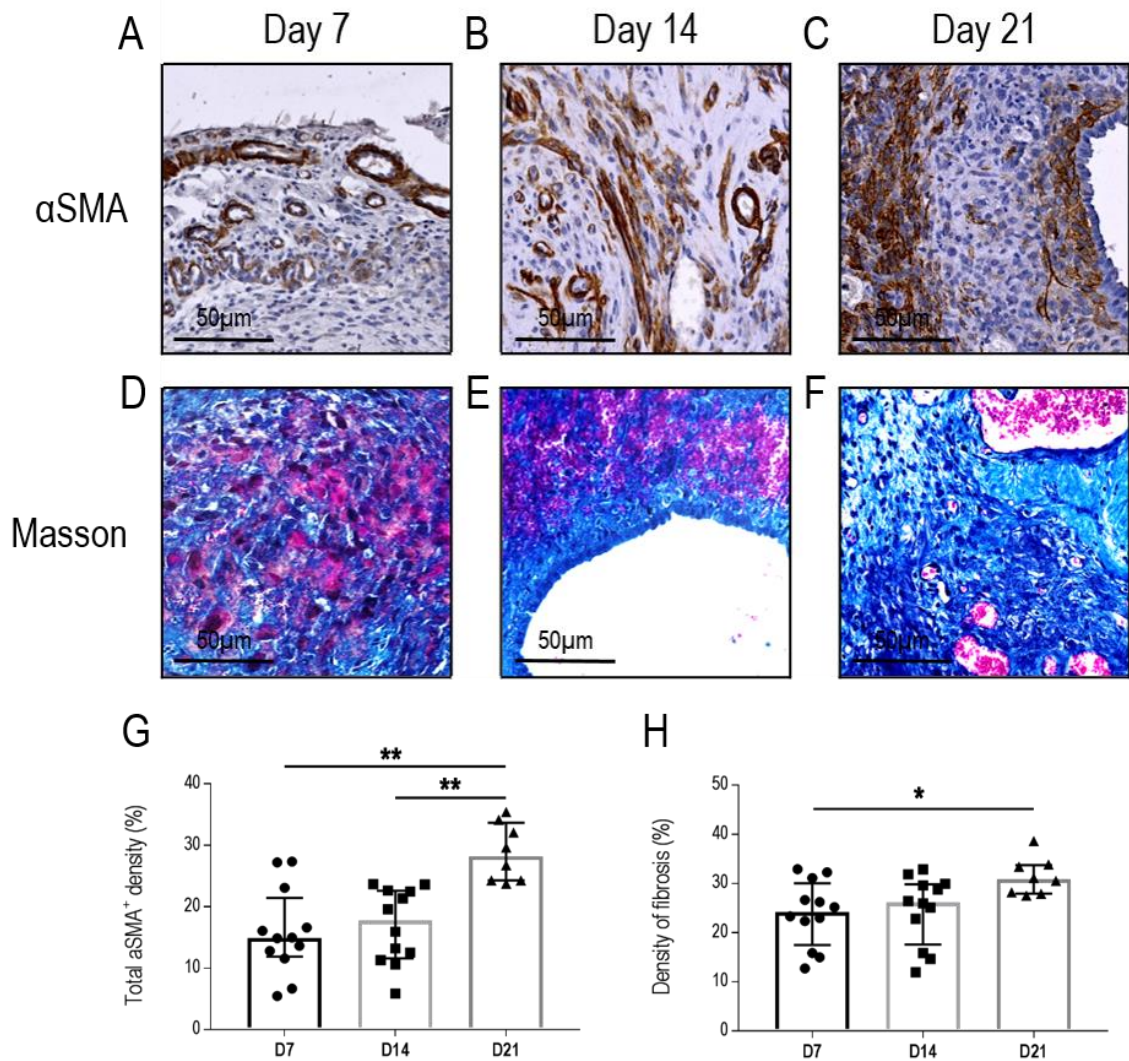 A Day 7 B Day 14 C Day 21
αSMA
50µm 50µm 50µm
D E F
Masson
50µm 50µm 50µm
G H
** *
**
Total aSMA⁺ density (%)
40
30
20
10
0
D7 D14 D21
Density of fibrosis (%)
50
40
30
20
10
0
D7 D14 D21